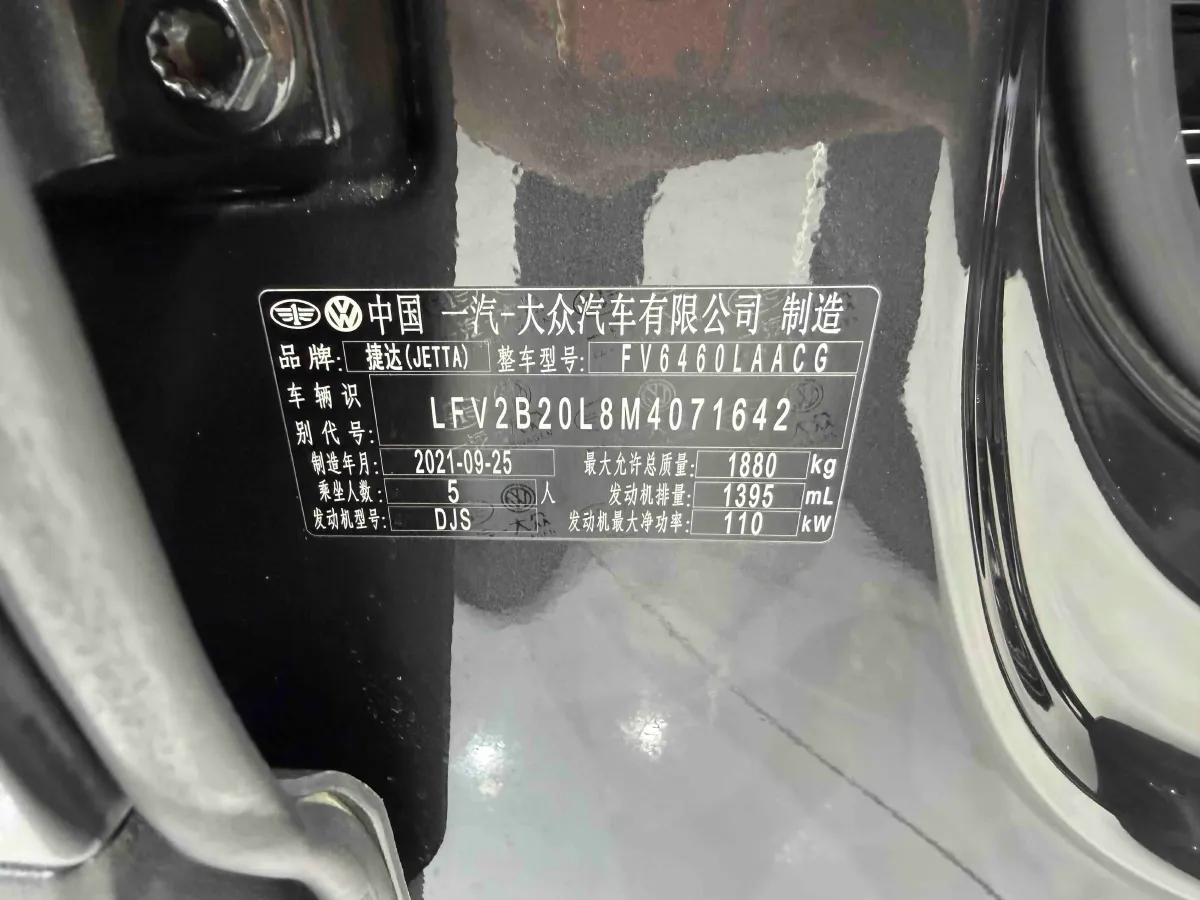 中国 一汽-大众汽车有限公司 制造
品牌: 捷达(JETTA) 整车型号: FV6460LAACG
车辆识别代号: LFV2B20L8M4071642
制造年月: 2021-09-25 最大允许总质量: 1880 kg
乘坐人数: 5 人 发动机排量: 1395 mL
发动机型号: DJS 发动机最大净功率: 110 kW